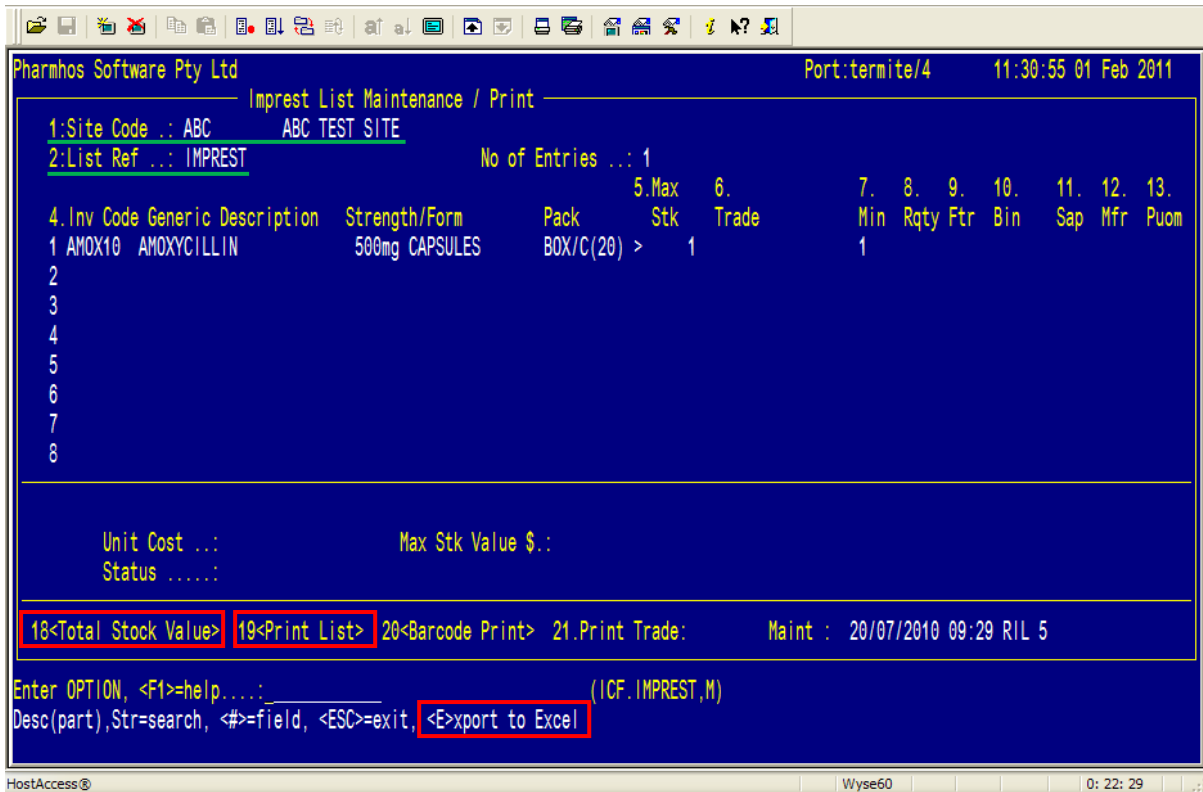 Pharmhos Software Pty Ltd Port:termite/4 11:30:55 01 Feb 2011
Imprest List Maintenance / Print
1:Site Code .: ABC ABC TEST SITE
2:List Ref ..: IMPREST No of Entries ..: 1
5.Max 6. 7. 8. 9. 10. 11. 12. 13.
4.Inv Code Generic Description Strength/Form Pack Stk Trade Min Rqty Ftr Bin Sap Mfr Puom
1 AMOX10 AMOXYCILLIN 500mg CAPSULES BOX/C(20) > 1 1
2
3
4
5
6
7
8
Unit Cost ..: Max Stk Value $.:
Status .....:
18<Total Stock Value> 19<Print List> 20<Barcode Print> 21.Print Trade: Maint : 20/07/2010 09:29 RIL 5
Enter OPTION, <F1>=help....:__________ (ICF.IMPREST,M)
Desc(part),Str=search, <#>=field, <ESC>=exit, <E>xport to Excel
HostAccess® Wyse60 0: 22: 29